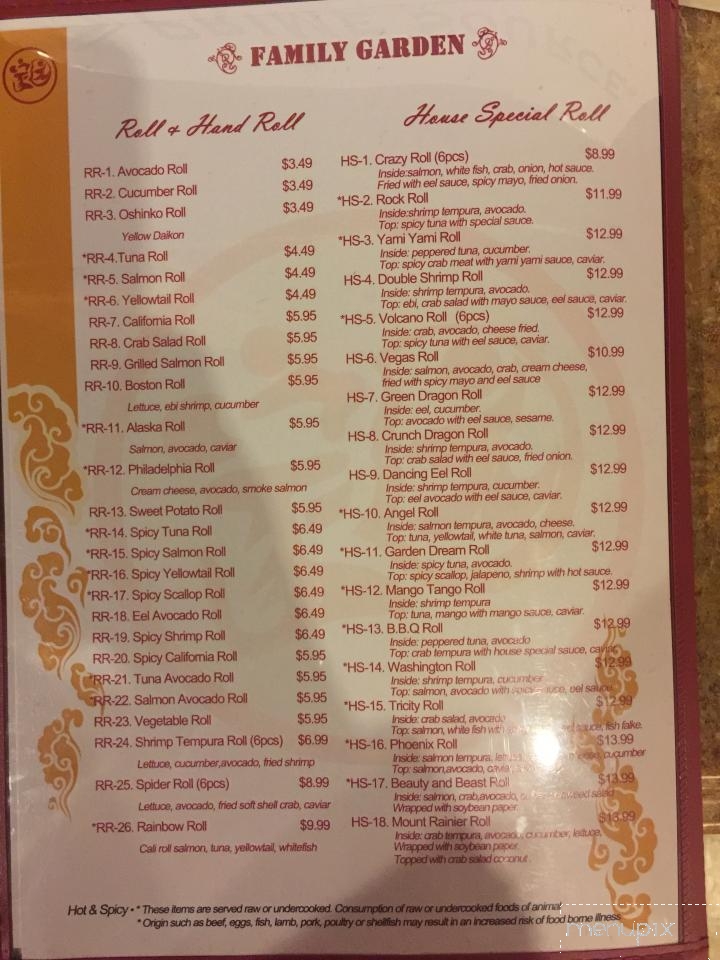 FAMILY GARDEN
Roll & Hand Roll
RR-1. Avocado Roll $3.49
RR-2. Cucumber Roll $3.49
RR-3. Oshinko Roll $3.49
Yellow Daikon
*RR-4.Tuna Roll $4.49
*RR-5. Salmon Roll $4.49
*RR-6. Yellowtail Roll $4.49
RR-7. California Roll $5.95
RR-8. Crab Salad Roll $5.95
RR-9. Grilled Salmon Roll $5.95
RR-10. Boston Roll $5.95
Lettuce, ebi shrimp, cucumber
*RR-11. Alaska Roll $5.95
Salmon, avocado, caviar
*RR-12. Philadelphia Roll $5.95
Cream cheese, avocado, smoke salmon
RR-13. Sweet Potato Roll $5.95
*RR-14. Spicy Tuna Roll $6.49
*RR-15. Spicy Salmon Roll $6.49
*RR-16. Spicy Yellowtail Roll $6.49
*RR-17. Spicy Scallop Roll $6.49
RR-18. Eel Avocado Roll $6.49
RR-19. Spicy Shrimp Roll $6.49
RR-20. Spicy California Roll $5.95
*RR-21. Tuna Avocado Roll $5.95
*RR-22. Salmon Avocado Roll $5.95
RR-23. Vegetable Roll $5.95
RR-24. Shrimp Tempura Roll (6pcs) $6.99
Lettuce, cucumber,avocado, fried shrimp
RR-25. Spider Roll (6pcs) $8.99
Lettuce, avocado, fried soft shell crab, caviar
*RR-26. Rainbow Roll $9.99
Cali roll salmon, tuna, yellowtail, whitefish
House Special Roll
HS-1. Crazy Roll (6pcs) $8.99
Inside:salmon, white fish, crab, onion, hot sauce.
Fried with eel sauce, spicy mayo, fried onion.
*HS-2. Rock Roll $11.99
Inside:shrimp tempura, avocado.
Top: spicy tuna with special sauce.
*HS-3. Yami Yami Roll $12.99
Inside: peppered tuna, cucumber.
Top: spicy crab meat with yami yami sauce, caviar.
HS-4. Double Shrimp Roll $12.99
Inside: shrimp tempura, avocado.
Top: ebi, crab salad with mayo sauce, eel sauce, caviar.
*HS-5. Volcano Roll (6pcs) $12.99
Inside: crab, avocado, cheese fried.
Top: spicy tuna with eel sauce, caviar.
HS-6. Vegas Roll $10.99
Inside: salmon, avocado, crab, cream cheese,
fried with spicy mayo and eel sauce
HS-7. Green Dragon Roll $12.99
Inside: eel, cucumber.
Top: avocado with eel sauce, sesame.
HS-8. Crunch Dragon Roll $12.99
Inside: shrimp tempura, avocado.
Top: crab salad with eel sauce, fried onion.
HS-9. Dancing Eel Roll $12.99
Inside: shrimp tempura, cucumber.
Top: eel avocado with eel sauce, caviar.
*HS-10. Angel Roll $12.99
Inside: salmon tempura, avocado, cheese.
Top: tuna, yellowtail, white tuna, salmon, caviar.
*HS-11. Garden Dream Roll $12.99
Inside: spicy tuna, avocado.
Top: spicy scallop, jalapeno, shrimp with hot sauce.
*HS-12. Mango Tango Roll $12.99
Inside: shrimp tempura
Top: tuna, mango with mango sauce, caviar.
*HS-13. B.B.Q Roll $12.99
Inside: peppered tuna, avocado
Top: crab tempura with house special sauce, caviar
*HS-14. Washington Roll $12.99
Inside: shrimp tempura, cucumber
Top: salmon, avocado with spicy sauce, eel sauce
*HS-15. Tricity Roll $12.99
Inside: crab salad, avocado
Top: salmon, white fish with sauce, fish falke.
*HS-16. Phoenix Roll $13.99
Inside: salmon tempura, cucumber
Top: salmon,avocado, caviar,
*HS-17. Beauty and Beast Roll $13.99
Inside: salmon, crab,avocado, salad
Wrapped with soybean paper.
HS-18. Mount Rainier Roll $13.99
Inside: crab tempura, avocado, cucumber, lettuce,
Wrapped with soybean paper.
Topped with crab salad coconut.
Hot & Spicy • * These items are served raw or undercooked. Consumption of raw or undercooked foods of animal
* Origin such as beef, eggs, fish, lamb, pork, poultry or shellfish may result in an increased risk of food borne illness
menupix